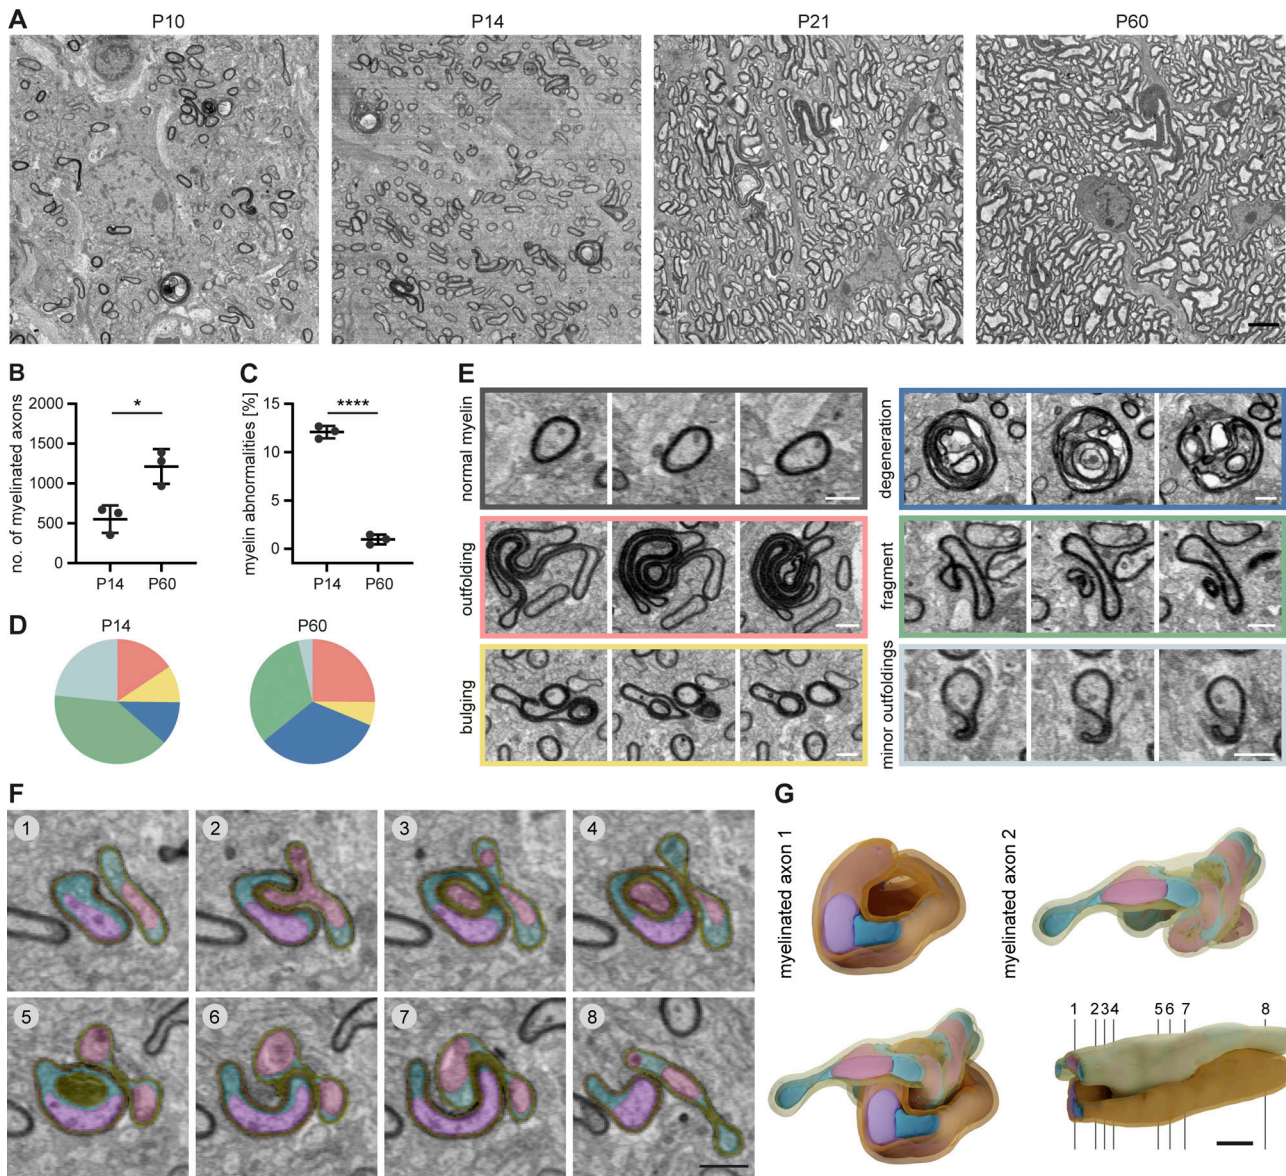 A
P10
P14
P21
P60
B
no. of myelinated axons
2000
1500
1000
500
0
*
P14
P60
C
myelin abnormalities [%]
15
10
5
0
****
P14
P60
D
P14
P60
E
normal myelin
outfolding
bulging
degeneration
fragment
minor outfoldings
F
1
2
3
4
5
6
7
8
G
myelinated axon 1
myelinated axon 2
1 2 3 4 5 6 7 8